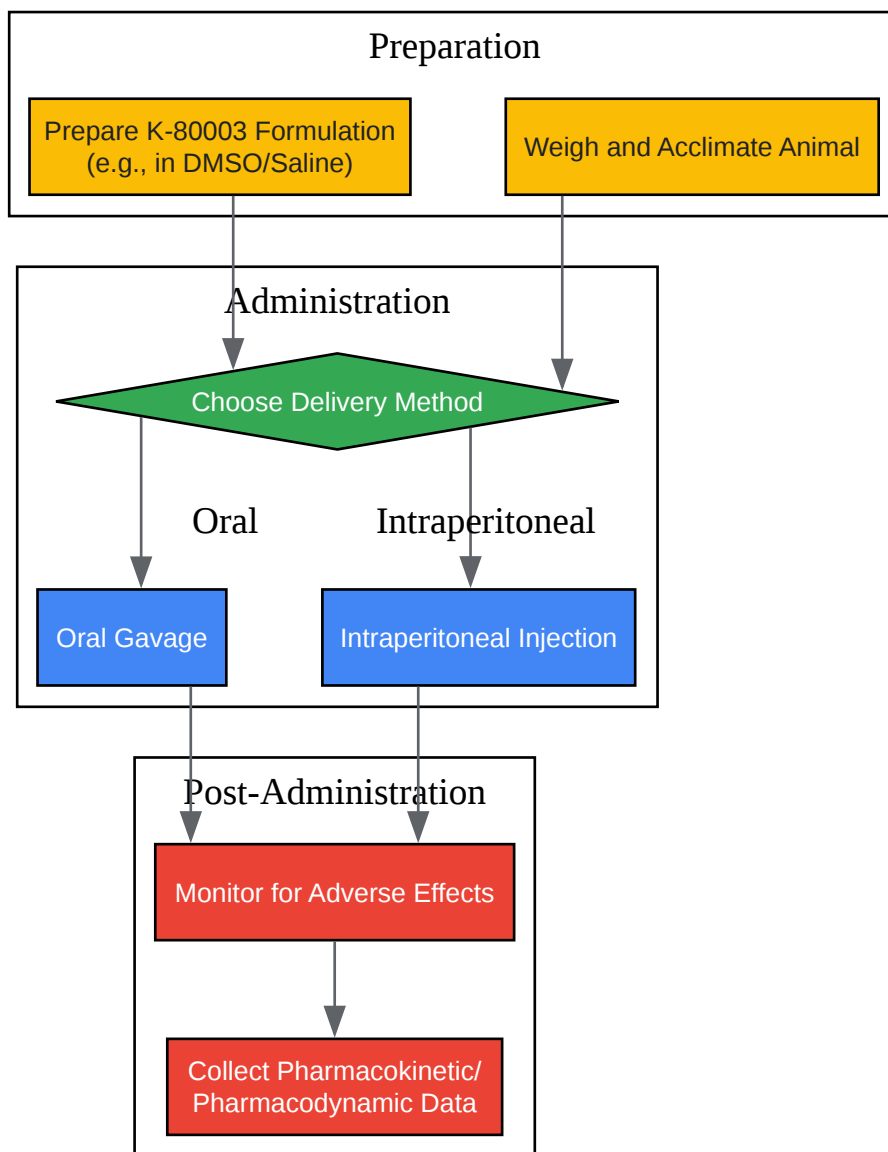 Preparation
Prepare K-80003 Formulation
(e.g., in DMSO/Saline)
Weigh and Acclimate Animal
Administration
Choose Delivery Method
Oral
Intraperitoneal
Oral Gavage
Intraperitoneal Injection
Post-Administration
Monitor for Adverse Effects
Collect Pharmacokinetic/
Pharmacodynamic Data